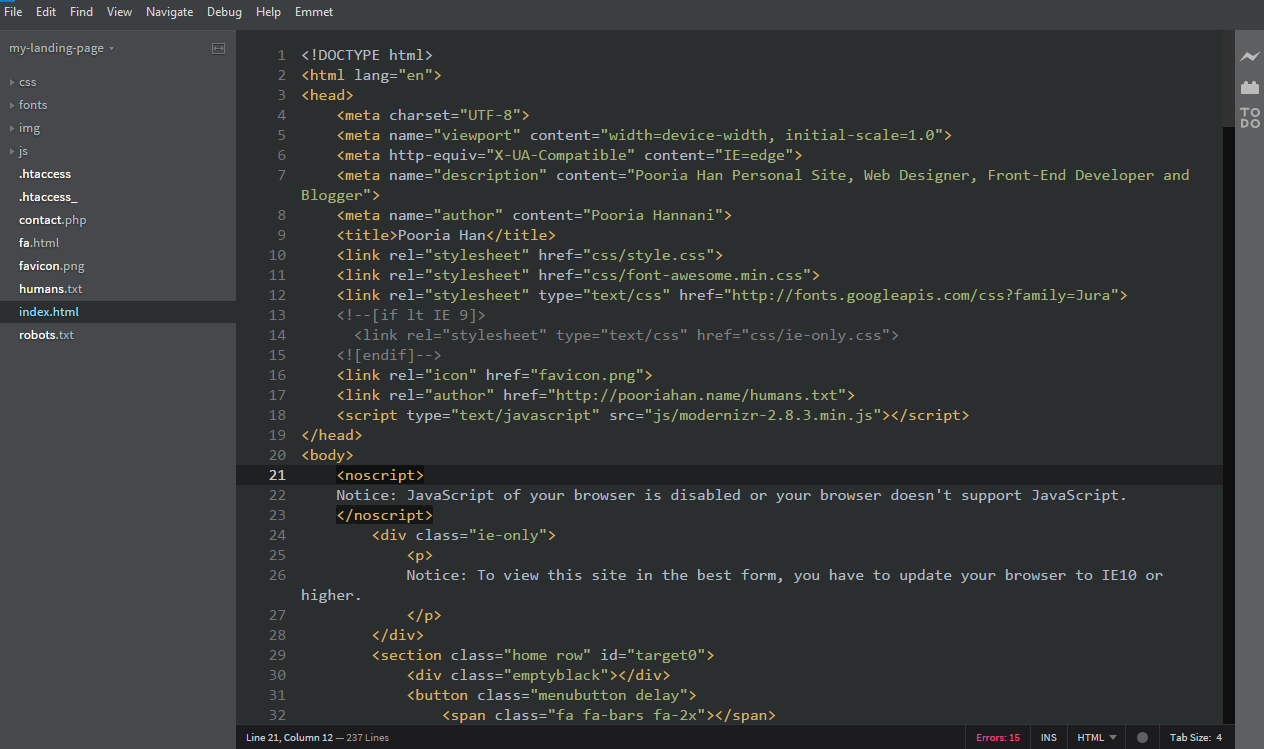 File Edit Find View Navigate Debug Help Emmet
my-landing-page
css
fonts
img
js
.htaccess
.htaccess_
contact.php
fa.html
favicon.png
humans.txt
index.html
robots.txt
1 <!DOCTYPE html>
2 <html lang="en">
3 <head>
4 <meta charset="UTF-8">
5 <meta name="viewport" content="width=device-width, initial-scale=1.0">
6 <meta http-equiv="X-UA-Compatible" content="IE=edge">
7 <meta name="description" content="Pooria Han Personal Site, Web Designer, Front-End Developer and
Blogger">
8 <meta name="author" content="Pooria Hannani">
9 <title>Pooria Han</title>
10 <link rel="stylesheet" href="css/style.css">
11 <link rel="stylesheet" href="css/font-awesome.min.css">
12 <link rel="stylesheet" type="text/css" href="http://fonts.googleapis.com/css?family=Jura">
13 <!--[if lt IE 9]>
14 <link rel="stylesheet" type="text/css" href="css/ie-only.css">
15 <![endif]-->
16 <link rel="icon" href="favicon.png">
17 <link rel="author" href="http://pooriahan.name/humans.txt">
18 <script type="text/javascript" src="js/modernizr-2.8.3.min.js"></script>
19 </head>
20 <body>
21 <noscript>
22 Notice: JavaScript of your browser is disabled or your browser doesn't support JavaScript.
23 </noscript>
24 <div class="ie-only">
25 <p>
26 Notice: To view this site in the best form, you have to update your browser to IE10 or
higher.
27 </p>
28 </div>
29 <section class="home row" id="target0">
30 <div class="emptyblack"></div>
31 <button class="menubutton delay">
32 <span class="fa fa-bars fa-2x"></span>
TO
DO
Line 21, Column 12 — 237 Lines
Errors: 15 INS HTML Tab Size: 4